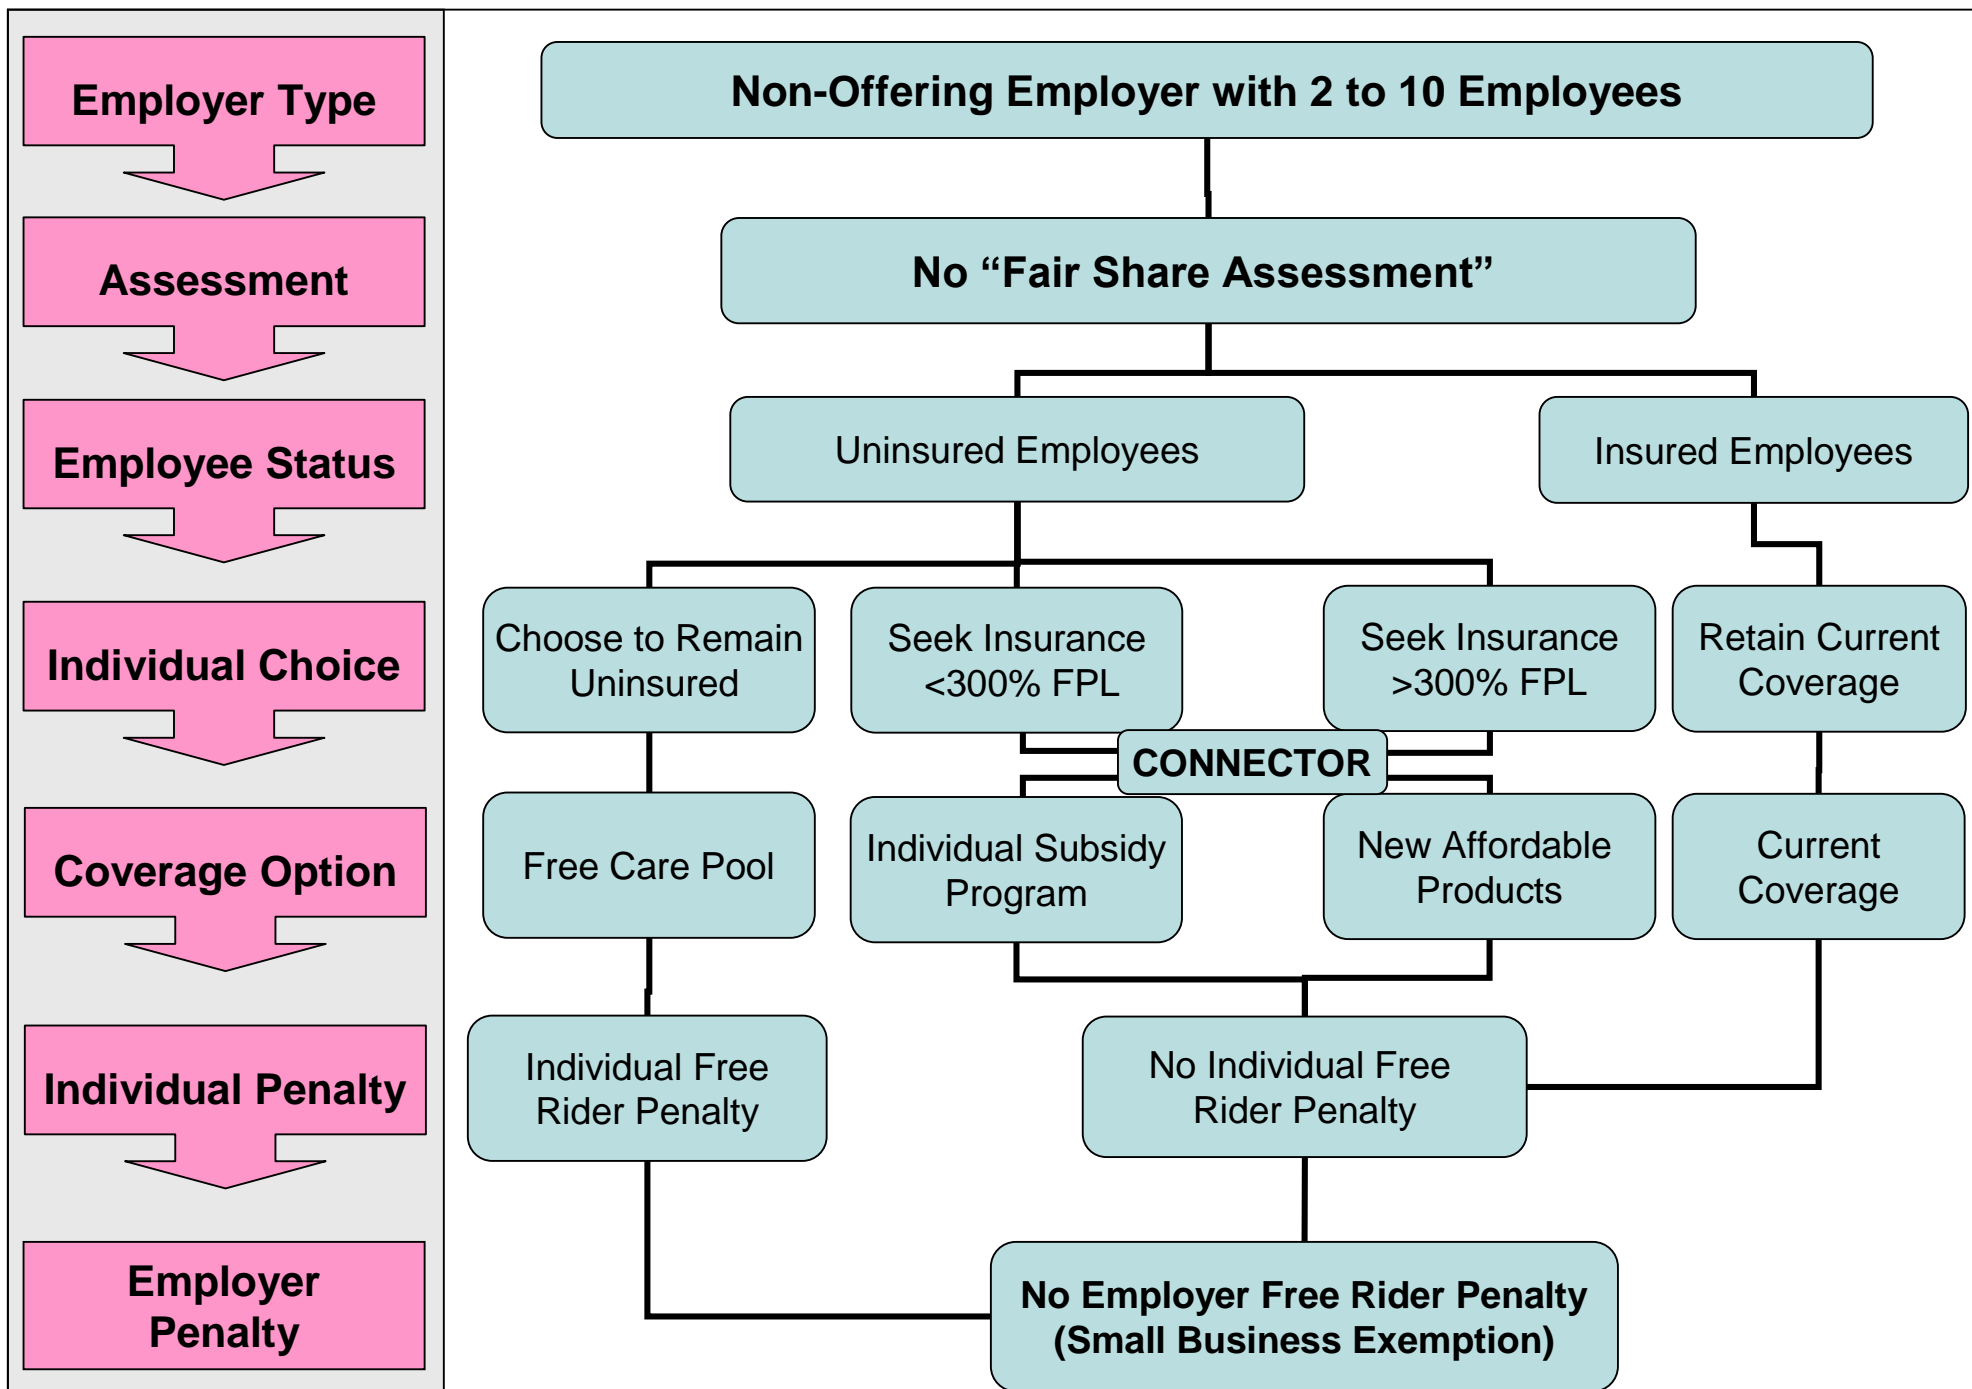 Employer Type
Non-Offering Employer with 2 to 10 Employees
Assessment
No “Fair Share Assessment”
Employee Status
Uninsured Employees
Insured Employees
Individual Choice
Choose to Remain
Uninsured
Seek Insurance
<300% FPL
Seek Insurance
>300% FPL
Retain Current
Coverage
CONNECTOR
Coverage Option
Free Care Pool
Individual Subsidy
Program
New Affordable
Products
Current
Coverage
Individual Penalty
Individual Free
Rider Penalty
No Individual Free
Rider Penalty
Employer
Penalty
No Employer Free Rider Penalty
(Small Business Exemption)